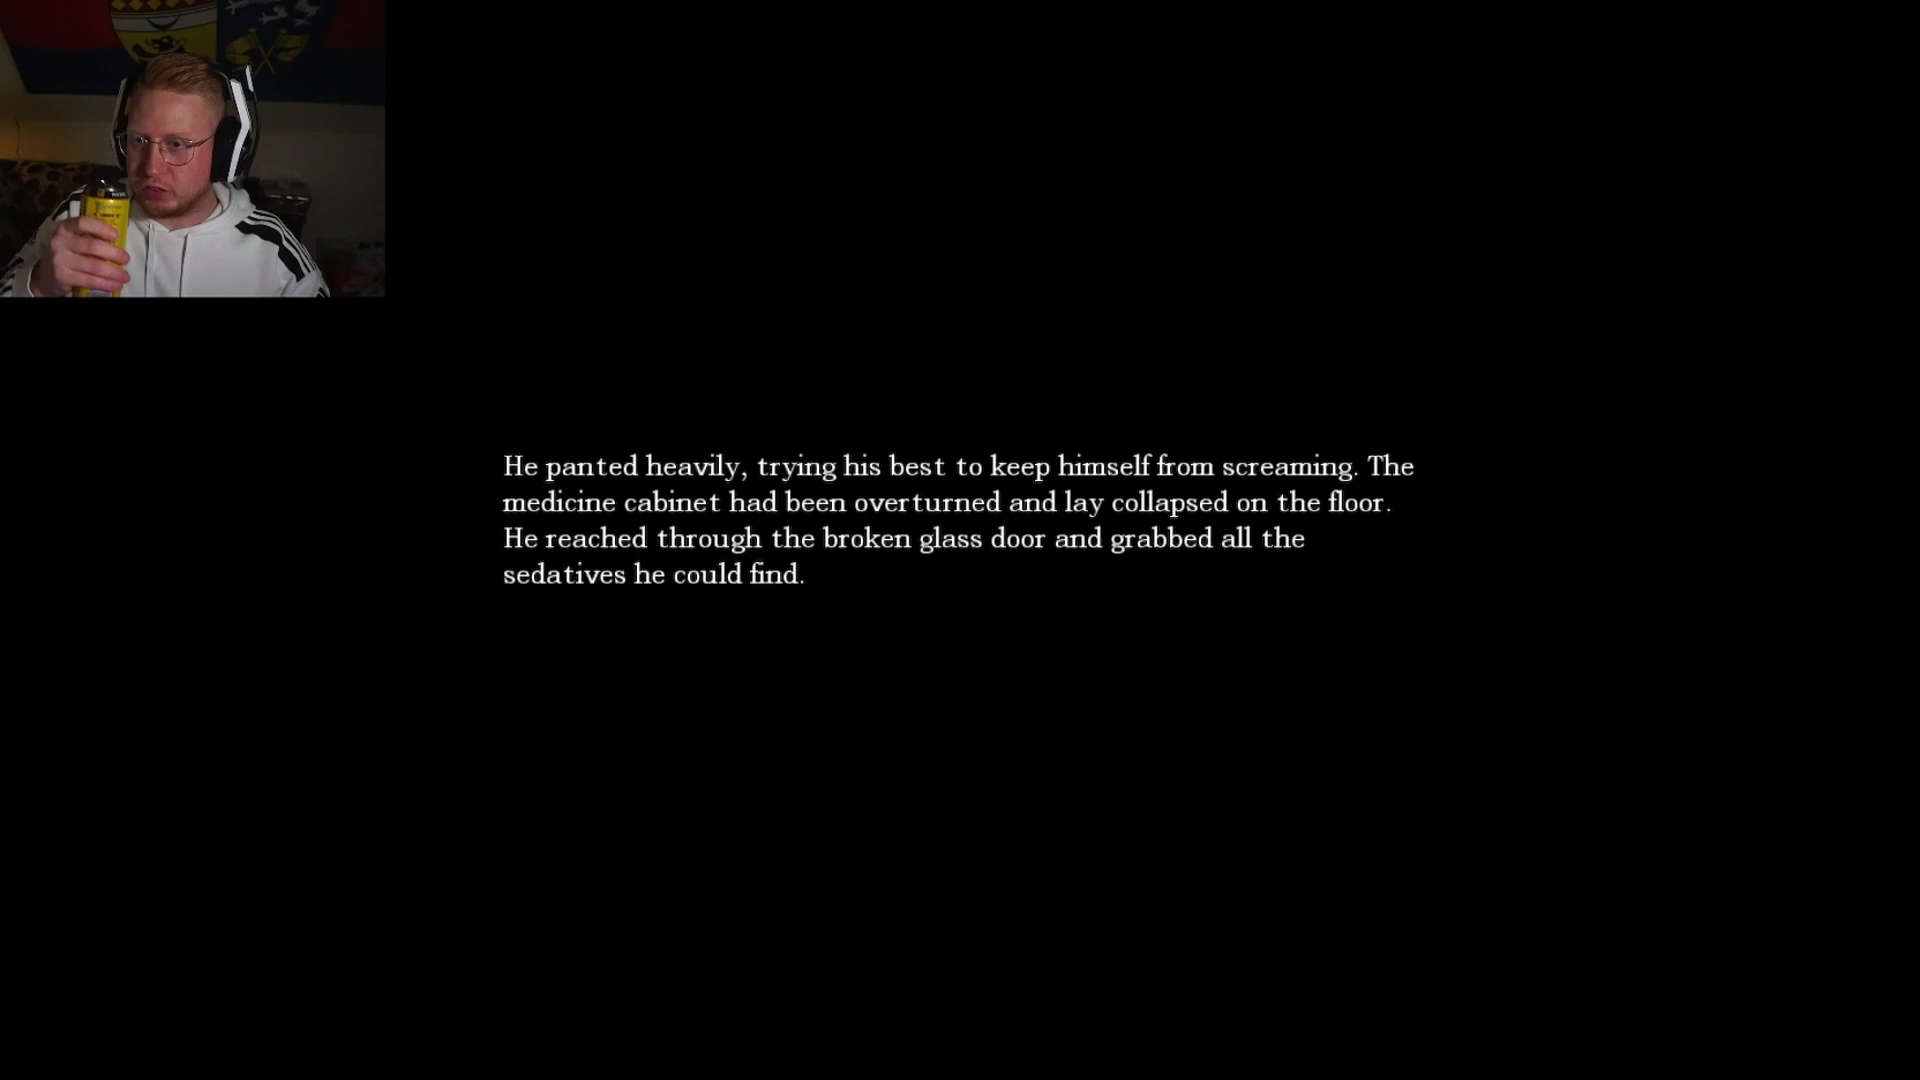 He panted heavily, trying his best to keep himself from screaming. The
medicine cabinet had been overturned and lay collapsed on the floor.
He reached through the broken glass door and grabbed all the
sedatives he could find.